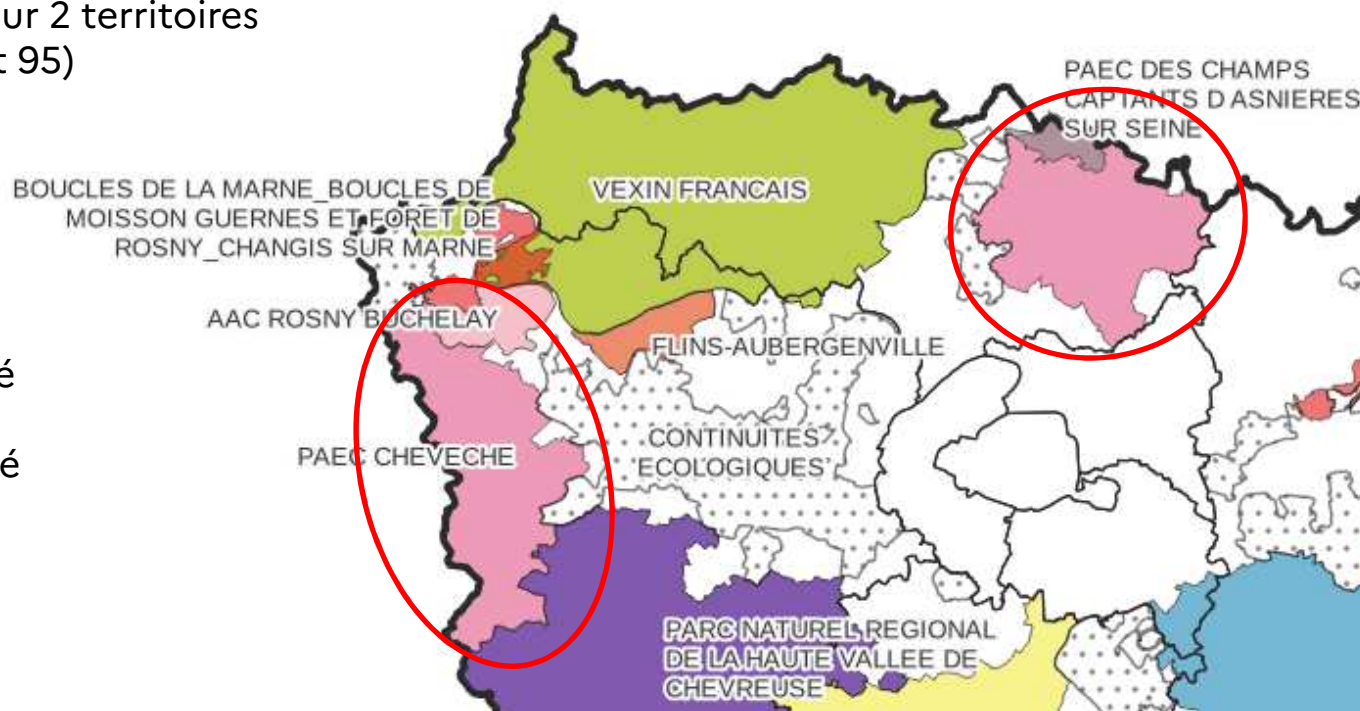 ur 2 territoires
t 95)
PAEC DES CHAMPS
CAPTANTS D ASNIERES
SUR SEINE
BOUCLES DE LA MARNE_BOUCLES DE
MOISSON GUERNES ET FORET DE
ROSNY_CHANGIS SUR MARNE
VEXIN FRANCAIS
AAC ROSNY BUCHELAY
FLINS-AUBERGENVILLE
é
CONTINUITES
ECOLOGIQUES
PAEC CHEVECHE
é
PARC NATUREL REGIONAL
DE LA HAUTE VALLEE DE
CHEVREUSE